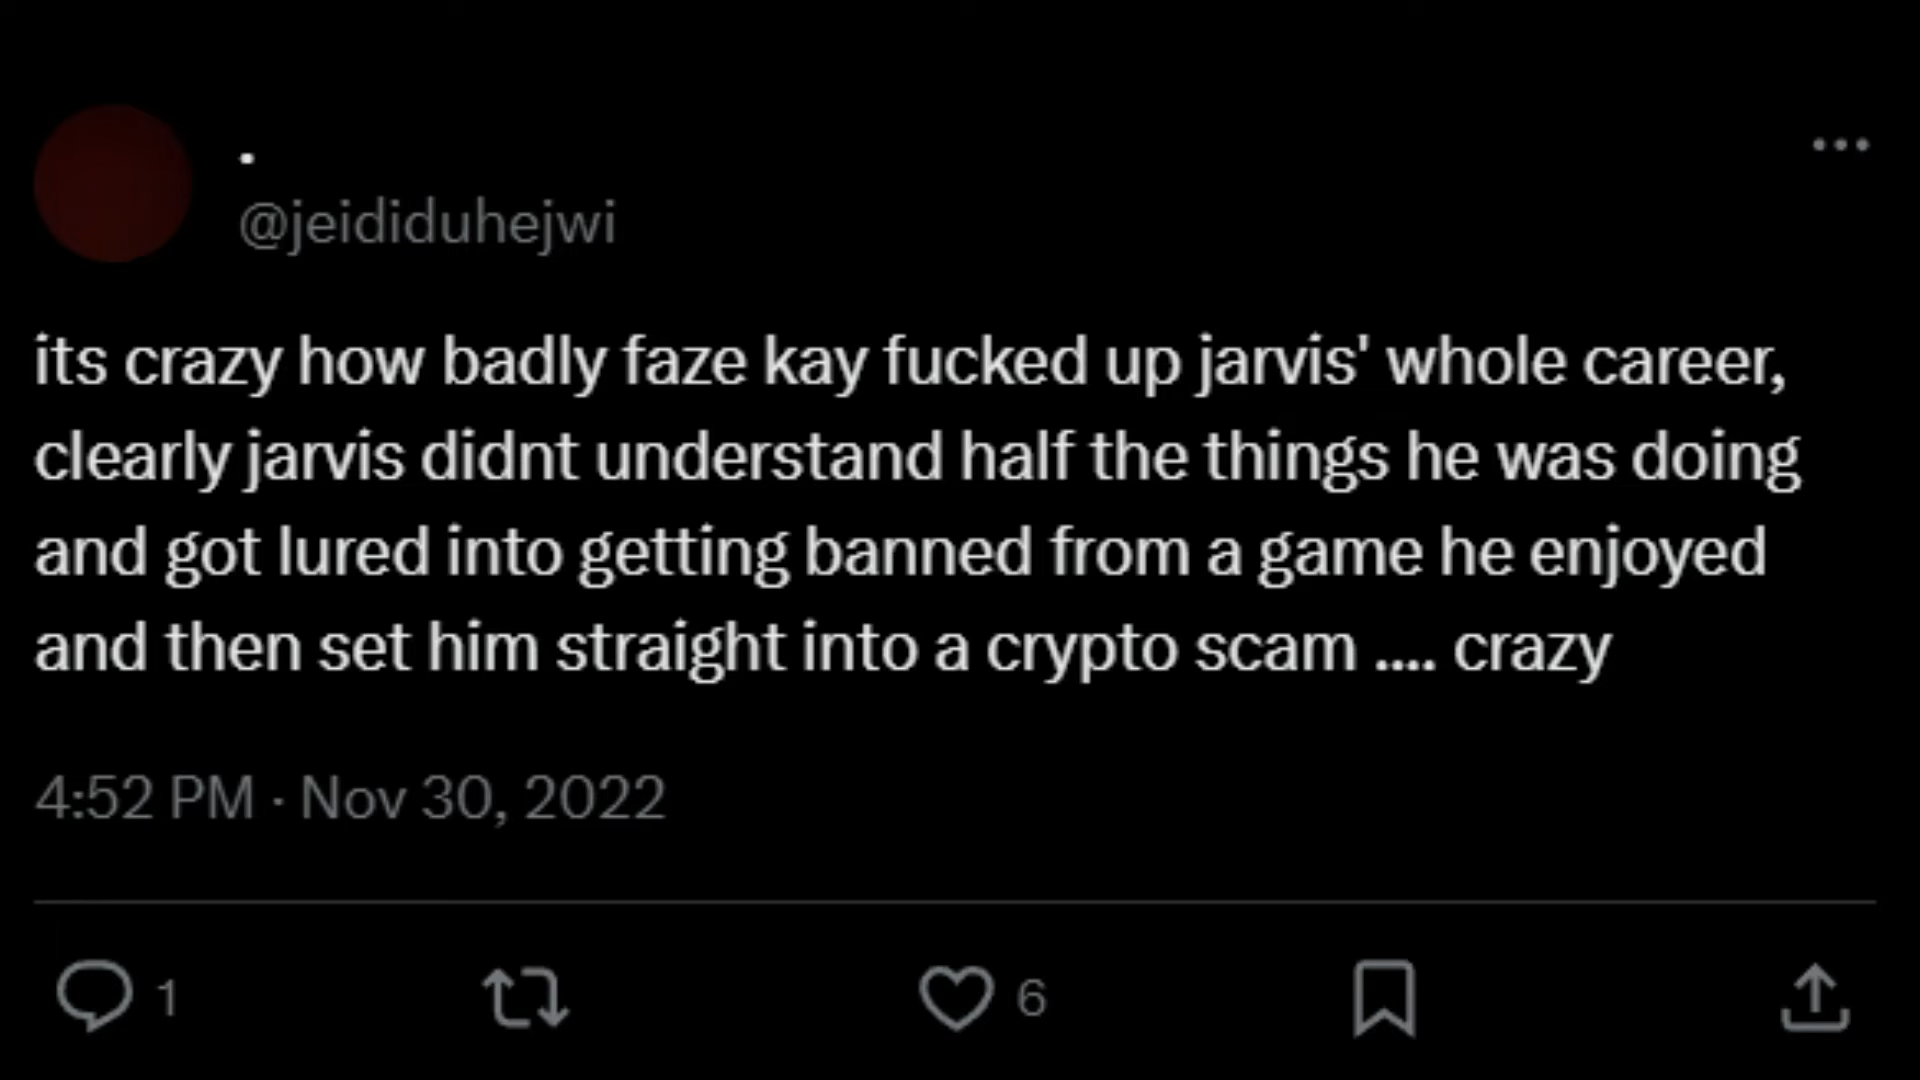 .
@jeididuhejwi
its crazy how badly faze kay fucked up jarvis' whole career,
clearly jarvis didnt understand half the things he was doing
and got lured into getting banned from a game he enjoyed
and then set him straight into a crypto scam .... crazy
4:52 PM · Nov 30, 2022
1
6